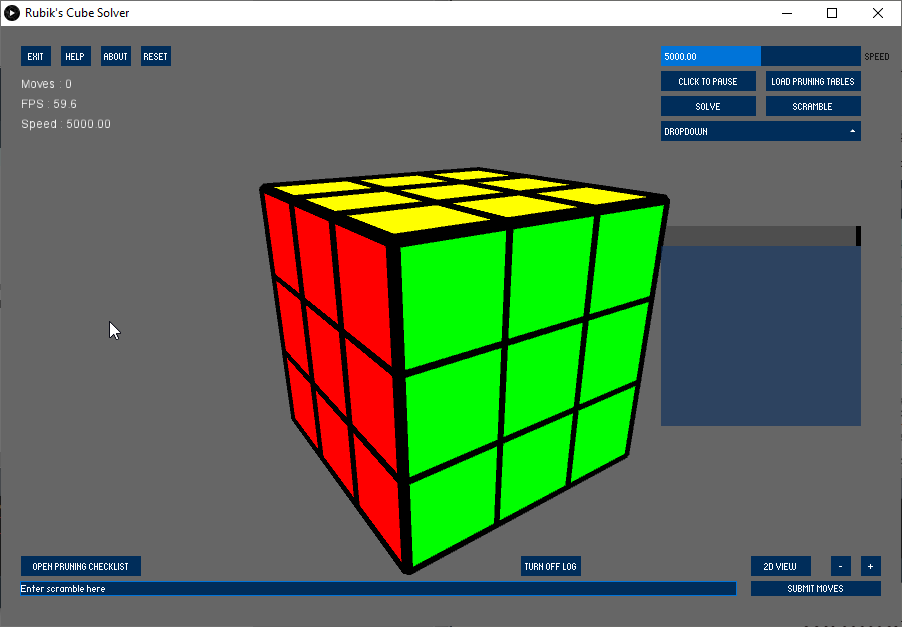 Rubik's Cube Solver
EXIT HELP ABOUT RESET
5000.00 SPEED
Moves : 0
CLICK TO PAUSE LOAD PRUNING TABLES
FPS : 59.6
SOLVE SCRAMBLE
Speed : 5000.00
DROPDOWN
OPEN PRUNING CHECKLIST TURN OFF LOG 2D VIEW - +
Enter scramble here SUBMIT MOVES